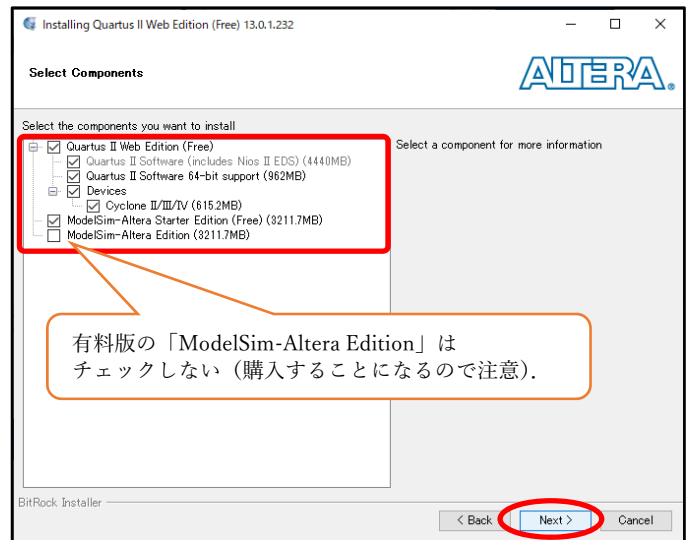 Installing Quartus II Web Edition (Free) 13.0.1.232
Select Components
ALTERA®
Select the components you want to install
Quartus II Web Edition (Free)
Quartus II Software (includes Nios II EDS) (4440MB)
Quartus II Software 64-bit support (962MB)
Devices
Cyclone II/III/IV (615.2MB)
ModelSim-Altera Starter Edition (Free) (3211.7MB)
ModelSim-Altera Edition (3211.7MB)
Select a component for more information
有料版の「ModelSim-Altera Edition」は
チェックしない（購入することになるので注意）.
BitRock Installer
< Back
Next >
Cancel